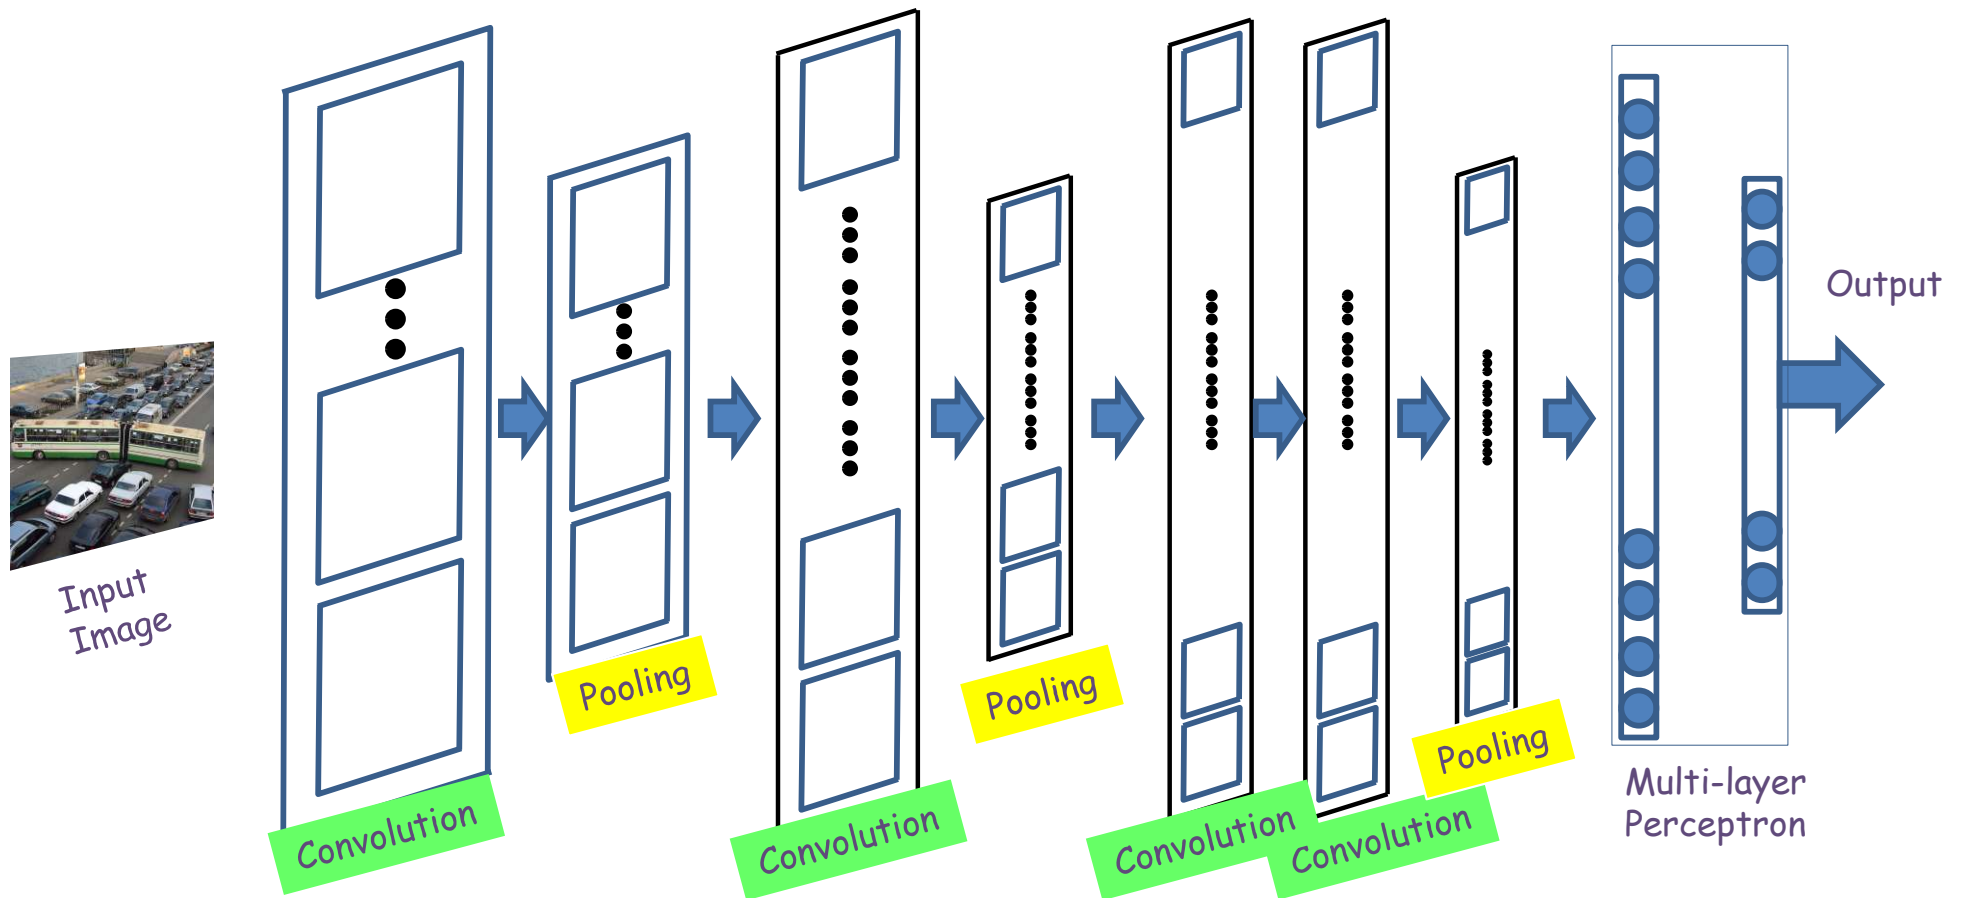 Input
Image
Convolution
Pooling
Convolution
Pooling
Convolution
Convolution
Pooling
Multi-layer
Perceptron
Output